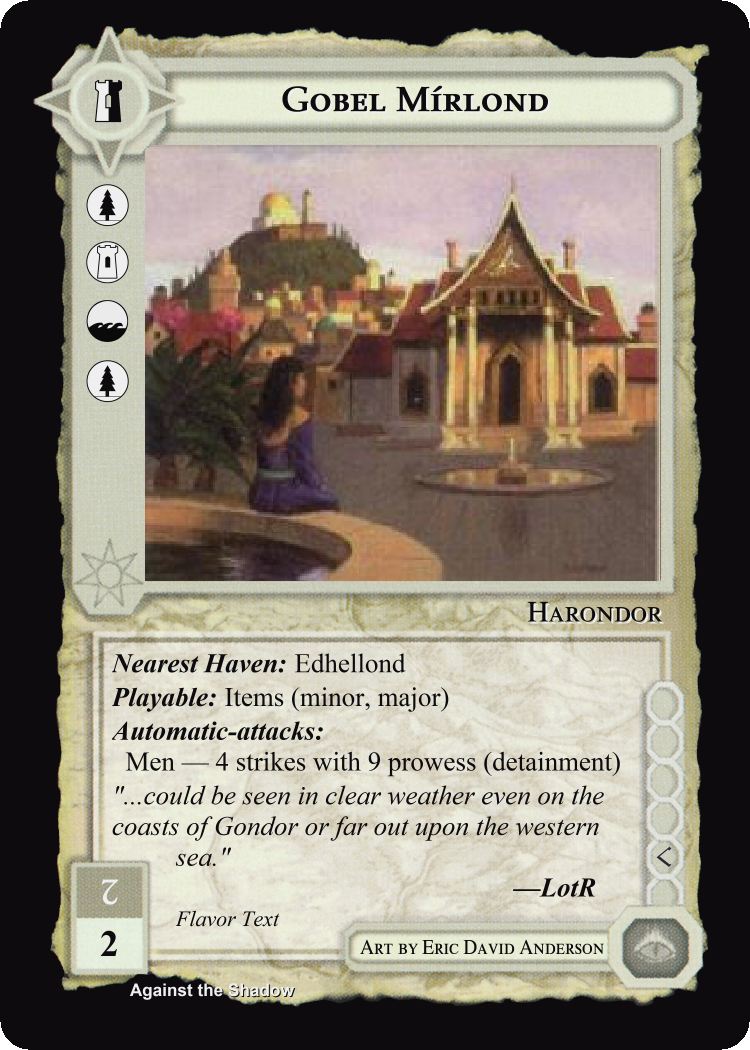 Gobel Mírlond
Harondor
Nearest Haven: Edhellond
Playable: Items (minor, major)
Automatic-attacks:
Men — 4 strikes with 9 prowess (detainment)
"...could be seen in clear weather even on the
coasts of Gondor or far out upon the western
sea."
—LotR
Flavor Text
2
2
Art by Eric David Anderson
Against the Shadow